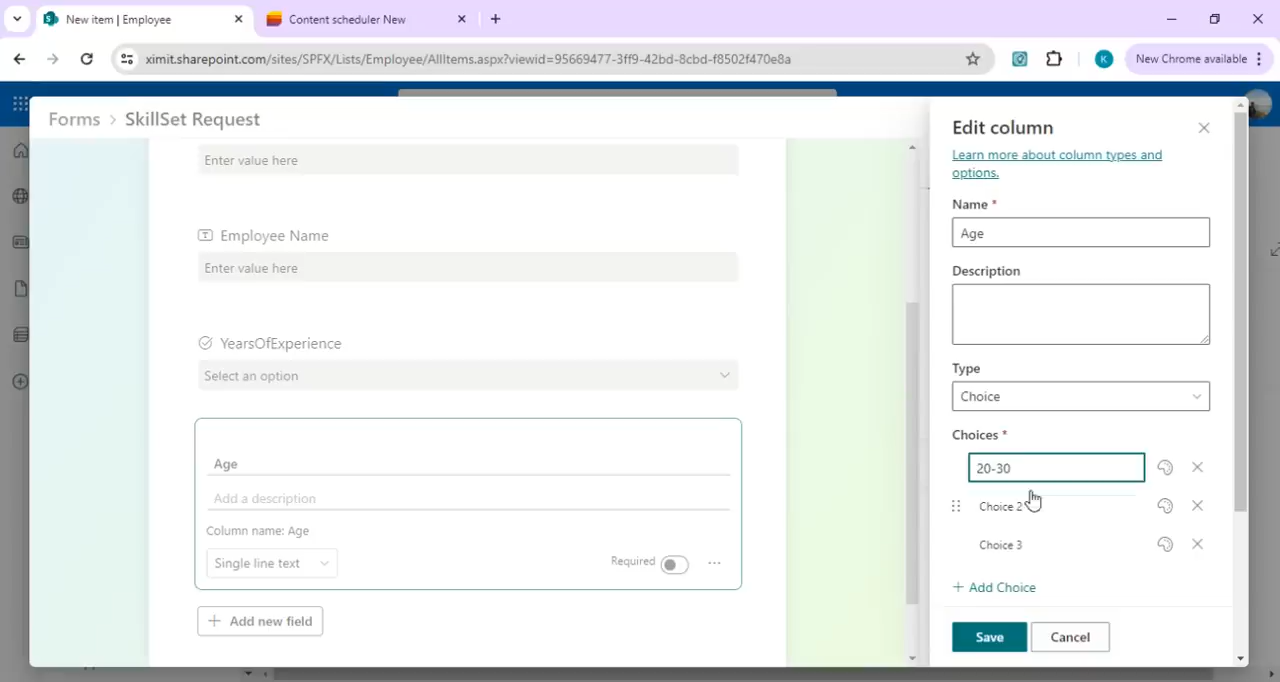 New item | Employee
Content scheduler New
ximit.sharepoint.com/sites/SPFX/Lists/Employee/AllItems.aspx?viewid=95669477-3ff9-42bd-8cbd-f8502f470e8a
K
New Chrome available
Forms > SkillSet Request
Enter value here
Employee Name
Enter value here
YearsOfExperience
Select an option
Age
Add a description
Column name: Age
Single line text
Required
Add new field
Edit column
Learn more about column types and
options.
Name *
Age
Description
Type
Choice
Choices *
20-30
Choice 2
Choice 3
+ Add Choice
Save
Cancel